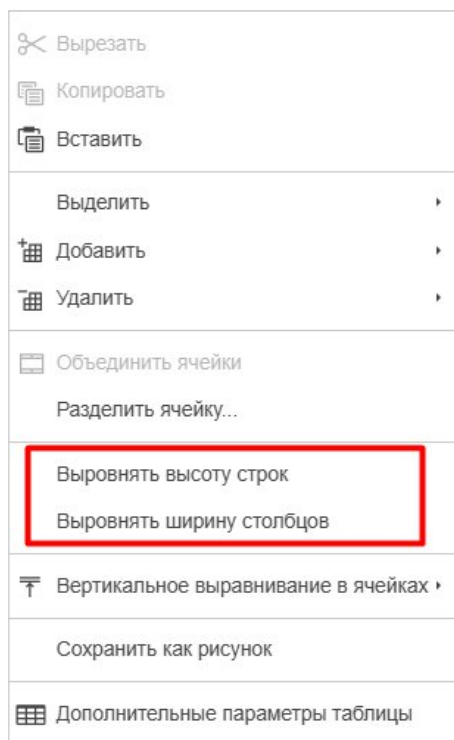 Вырезать
Копировать
Вставить
Выделить
Добавить
Удалить
Объединить ячейки
Разделить ячейку...
Выровнять высоту строк
Выровнять ширину столбцов
Вертикальное выравнивание в ячейках
Сохранить как рисунок
Дополнительные параметры таблицы